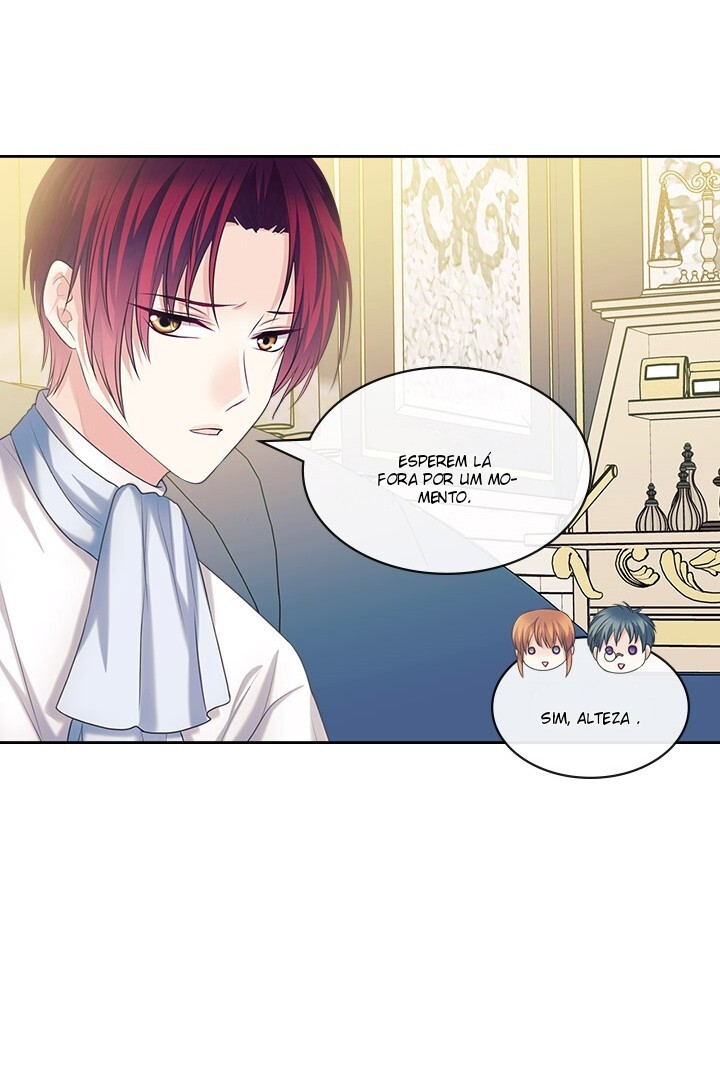 ESPEREM LÁ
FORA POR UM MO-
MENTO.
SIM, ALTEZA .